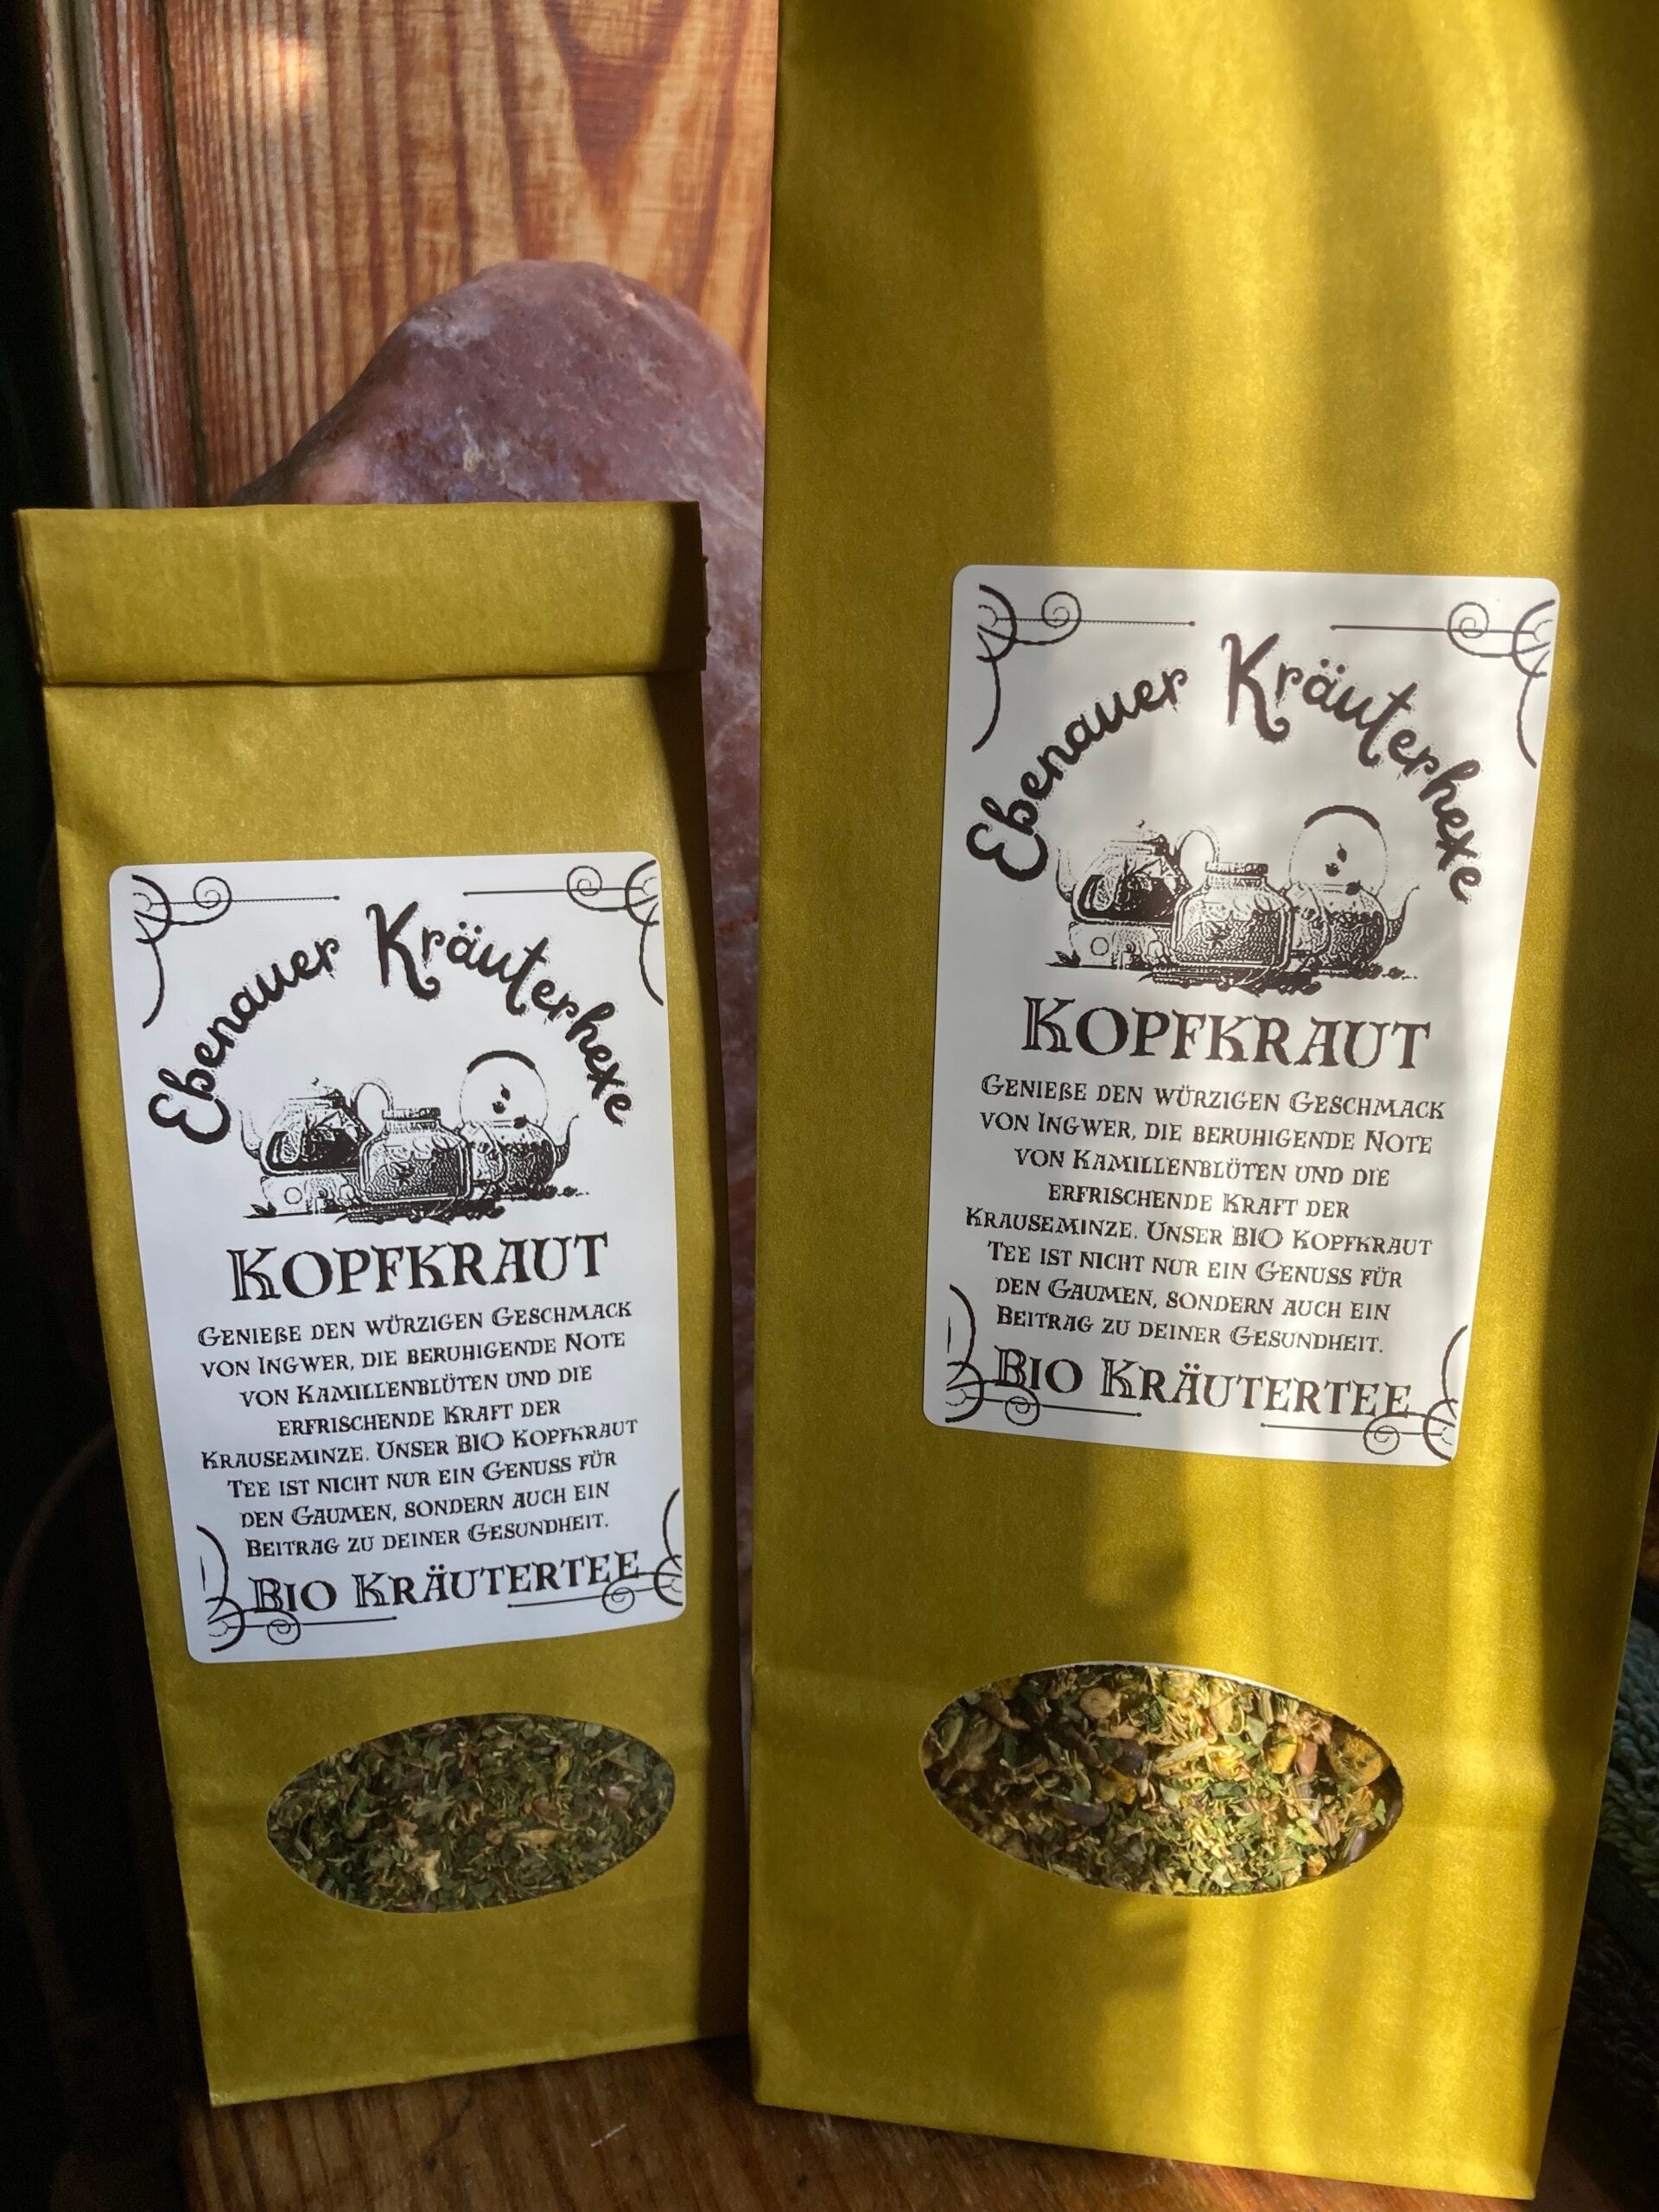 Ebenauer Kräuterhexe
KOPFKRAUT
GENIEßE DEN WÜRZIGEN GESCHMACK
VON INGWER, DIE BERUHIGENDE NOTE
VON KAMILLENBLÜTEN UND DIE
ERFRISCHENDE KRAFT DER
KRAUSEMINZE. UNSER BIO KOPFKRAUT
TEE IST NICHT NUR EIN GENUSS FÜR
DEN GAUMEN, SONDERN AUCH EIN
BEITRAG ZU DEINER GESUNDHEIT.
BIO KRÄUTERTEE
Ebenauer Kräuterhexe
KOPFKRAUT
GENIEßE DEN WÜRZIGEN GESCHMACK
VON INGWER, DIE BERUHIGENDE NOTE
VON KAMILLENBLÜTEN UND DIE
ERFRISCHENDE KRAFT DER
KRAUSEMINZE. UNSER BIO KOPFKRAUT
TEE IST NICHT NUR EIN GENUSS FÜR
DEN GAUMEN, SONDERN AUCH EIN
BEITRAG ZU DEINER GESUNDHEIT.
BIO KRÄUTERTEE